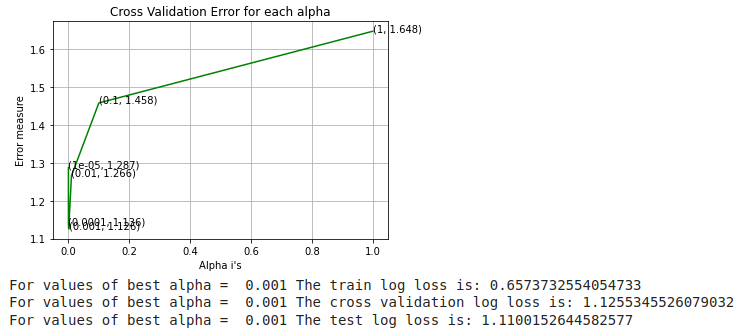 Cross Validation Error for each alpha
(1, 1.648)
1.6
1.5
(0.1, 1.458)
1.4
Error measure
1.3
(1e-05, 1.287)
(0.01, 1.266)
1.2
(0.0001, 1.136)
(0.001, 1.126)
1.1
0.0 0.2 0.4 0.6 0.8 1.0
Alpha i's
For values of best alpha =  0.001 The train log loss is: 0.6573732554054733
For values of best alpha =  0.001 The cross validation log loss is: 1.1255345526079032
For values of best alpha =  0.001 The test log loss is: 1.1100152644582577